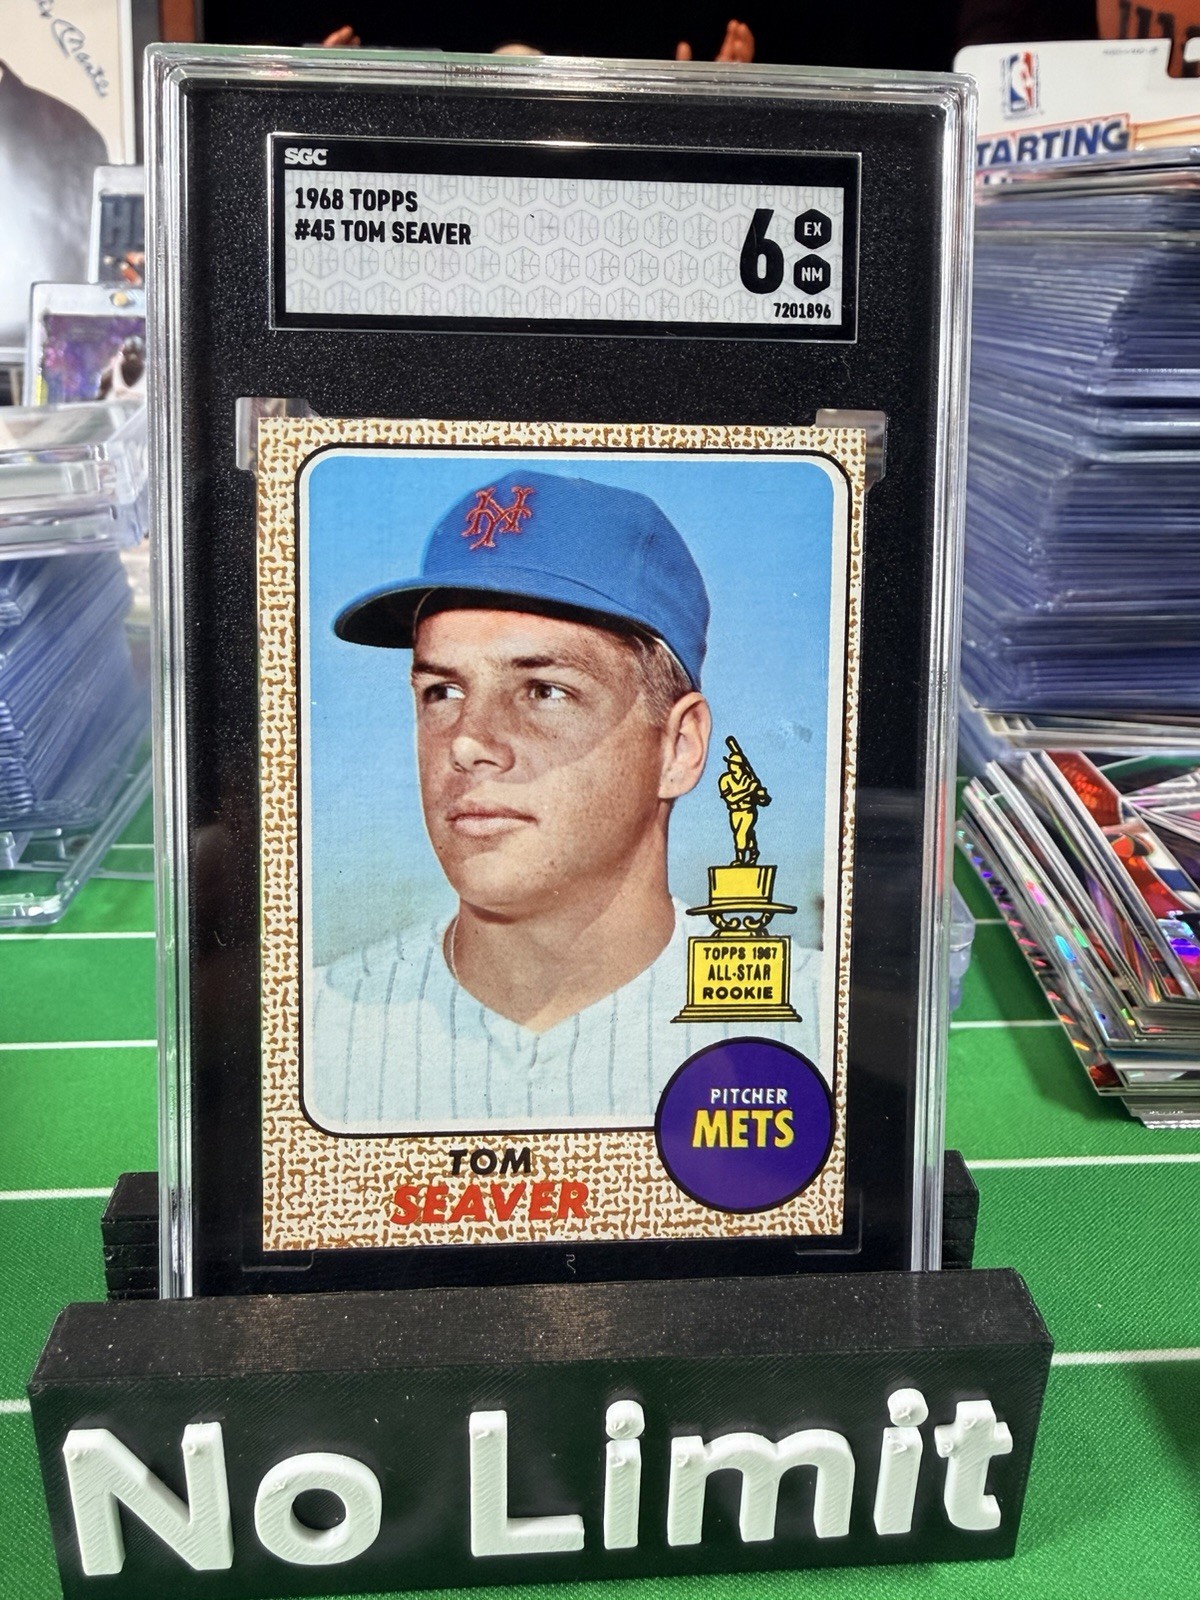 SGC
1968 TOPPS
#45 TOM SEAVER
6 EX
NM
7201896
STARTING
NY
TOPPS 1967
ALL-STAR
ROOKIE
PITCHER
METS
TOM
SEAVER
No Limit